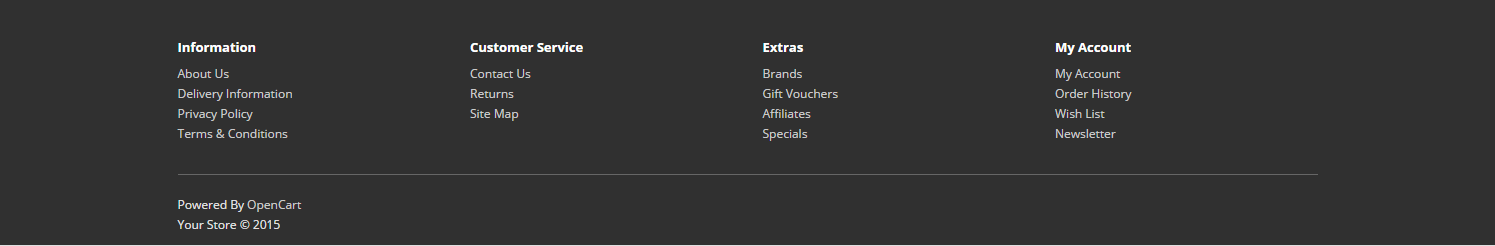 Information
About Us
Delivery Information
Privacy Policy
Terms & Conditions
Customer Service
Contact Us
Returns
Site Map
Extras
Brands
Gift Vouchers
Affiliates
Specials
My Account
My Account
Order History
Wish List
Newsletter
Powered By OpenCart
Your Store © 2015